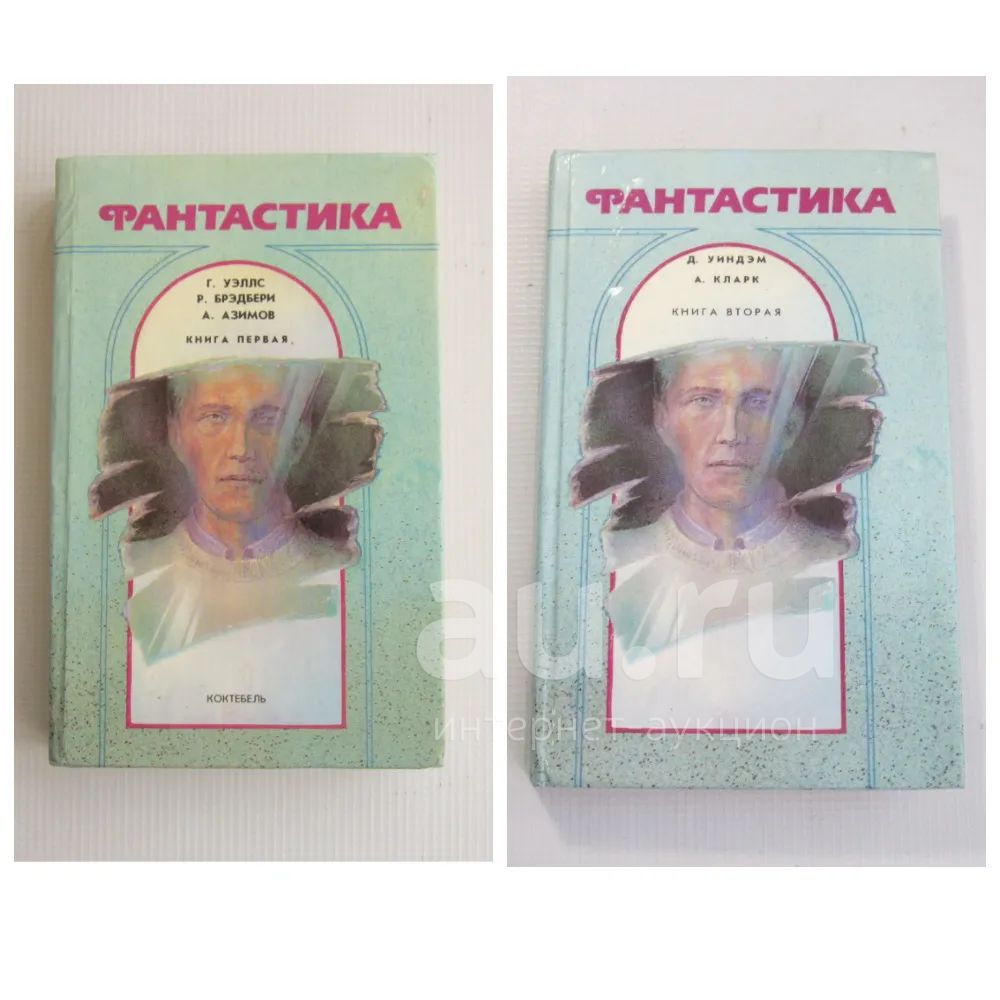 ФАНТАСТИКА
Г. УЭЛЛС
Р. БРЭДБЕРИ
А. АЗИМОВ
КНИГА ПЕРВАЯ
КОКТЕБЕЛЬ
ФАНТАСТИКА
Д. УИНДЭМ
А. КЛАРК
КНИГА ВТОРАЯ
au.ru
интернет аукцион